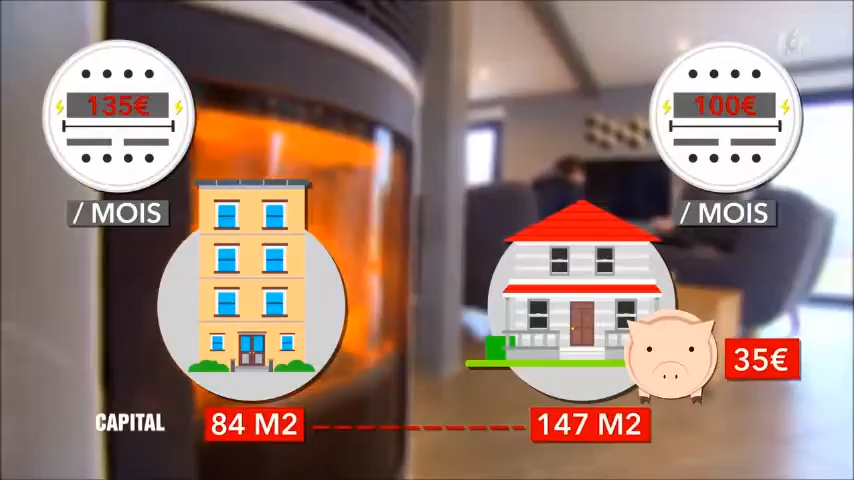 135€
/ MOIS
100€
/ MOIS
35€
CAPITAL
84 M2
147 M2